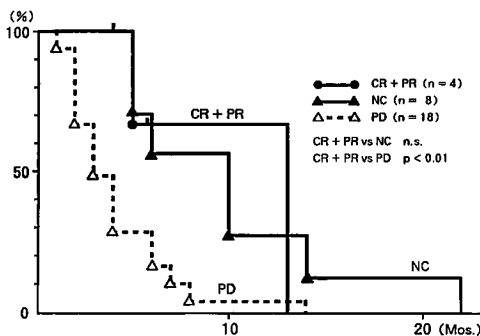 (%)
100
50
0
10
20 (Mos.)
CR + PR
NC
PD
CR + PR (n = 4)
NC (n = 8)
PD (n = 18)
CR + PR vs NC n.s.
CR + PR vs PD p < 0.01